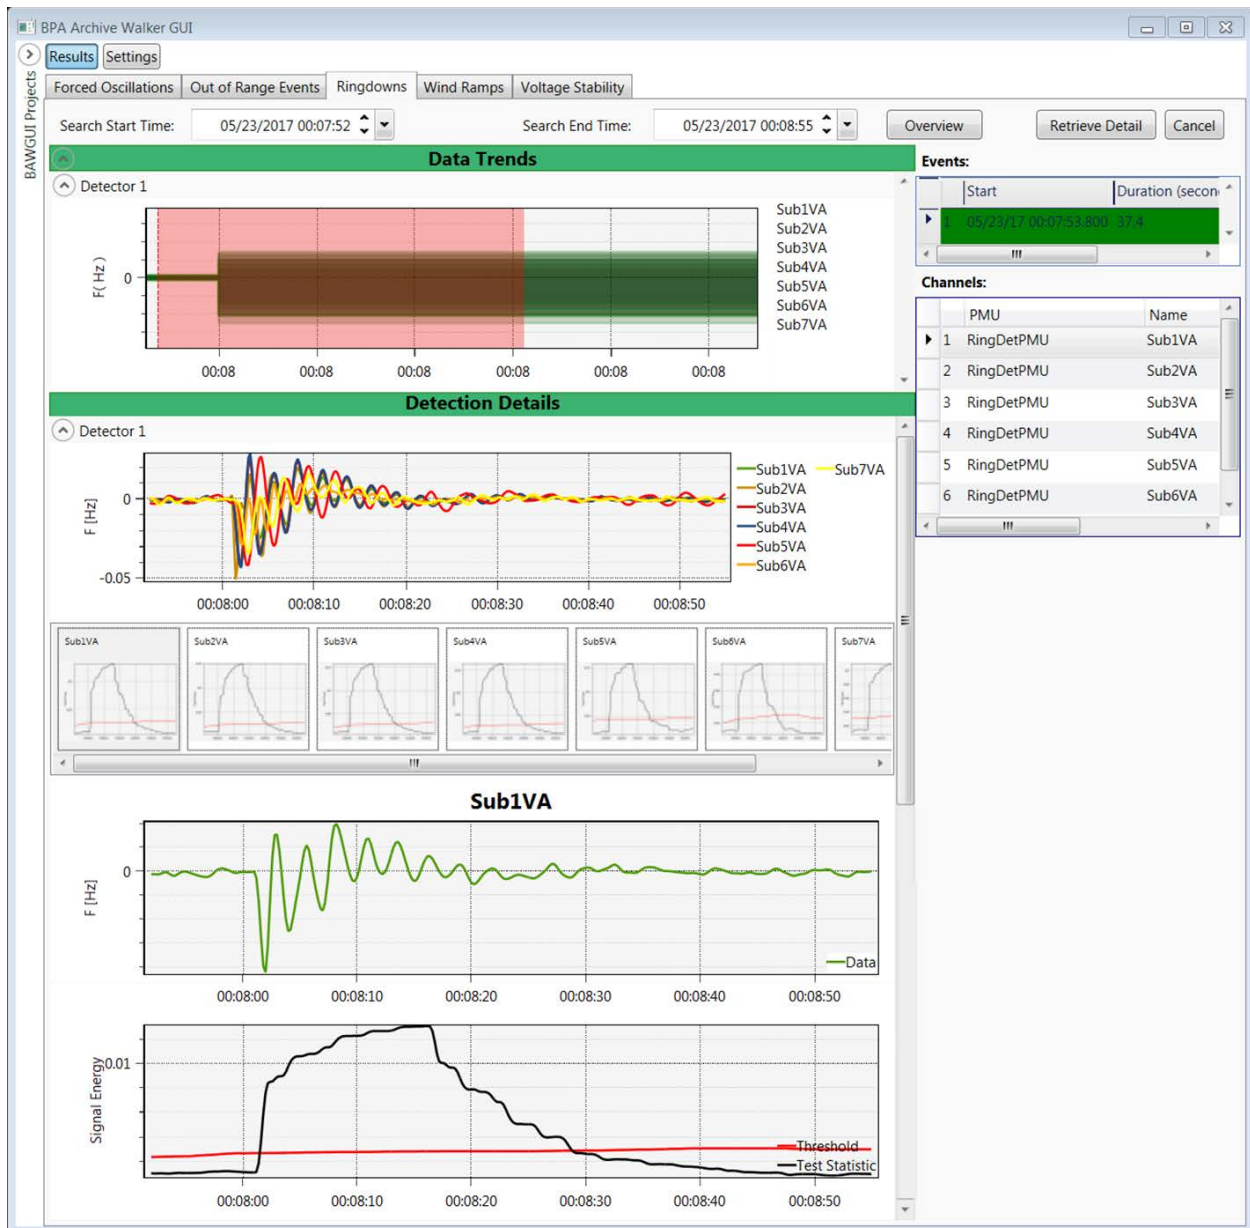 BPA Archive Walker GUI
Results Settings
BAWGUI Projects
Forced Oscillations Out of Range Events Ringdowns Wind Ramps Voltage Stability
Search Start Time: 05/23/2017 00:07:52 Search End Time: 05/23/2017 00:08:55 Overview Retrieve Detail Cancel
Data Trends
Detector 1
F( Hz )
0
00:08 00:08 00:08 00:08 00:08 00:08
Sub1VA
Sub2VA
Sub3VA
Sub4VA
Sub5VA
Sub6VA
Sub7VA
Events:
Start Duration (secon
1 05/23/17 00:07:53.800 37.4
Channels:
PMU Name
1 RingDetPMU Sub1VA
2 RingDetPMU Sub2VA
3 RingDetPMU Sub3VA
4 RingDetPMU Sub4VA
5 RingDetPMU Sub5VA
6 RingDetPMU Sub6VA
Detection Details
Detector 1
F [Hz]
0
-0.05
00:08:00 00:08:10 00:08:20 00:08:30 00:08:40 00:08:50
Sub1VA Sub7VA
Sub2VA
Sub3VA
Sub4VA
Sub5VA
Sub6VA
Sub1VA Sub2VA Sub3VA Sub4VA Sub5VA Sub6VA Sub7VA
Sub1VA
F [Hz]
0
Data
00:08:00 00:08:10 00:08:20 00:08:30 00:08:40 00:08:50
Signal Energy
0.01
Threshold
Test Statistic
00:08:00 00:08:10 00:08:20 00:08:30 00:08:40 00:08:50